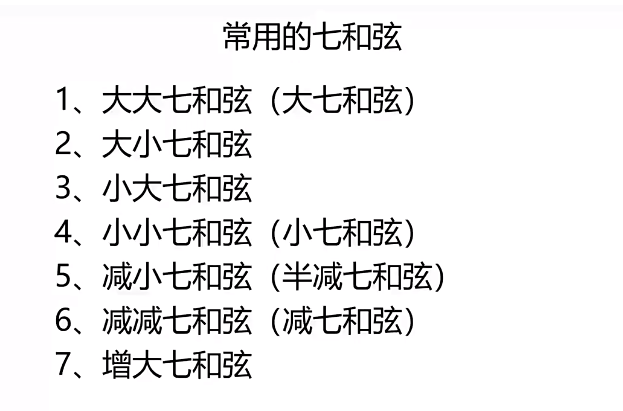 常用的七和弦
1、大大七和弦（大七和弦）
2、大小七和弦
3、小大七和弦
4、小小七和弦（小七和弦）
5、减小七和弦（半减七和弦）
6、减减七和弦（减七和弦）
7、增大七和弦